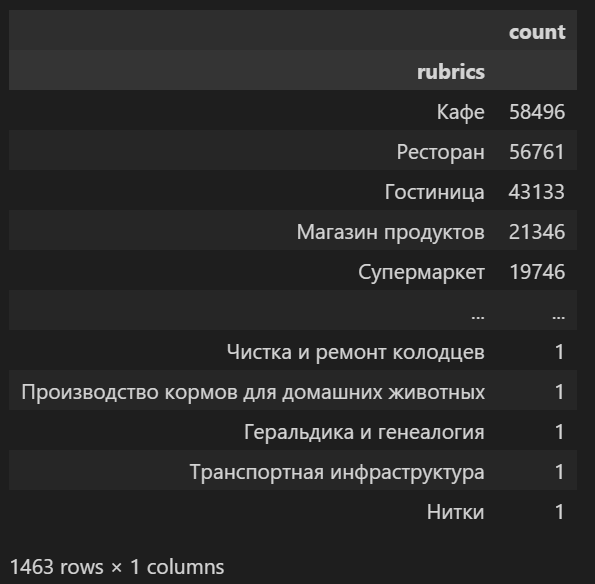 count
rubrics
Кафе 58496
Ресторан 56761
Гостиница 43133
Магазин продуктов 21346
Супермаркет 19746
... ...
Чистка и ремонт колодцев 1
Производство кормов для домашних животных 1
Геральдика и генеалогия 1
Транспортная инфраструктура 1
Нитки 1
1463 rows × 1 columns